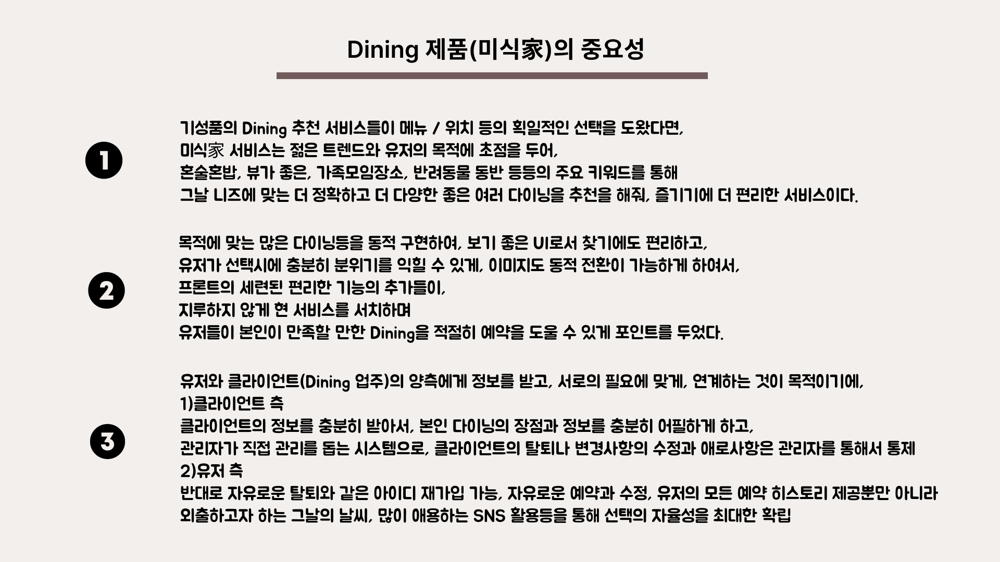 Dining 제품(미식家)의 중요성
1
기성품의 Dining 추천 서비스들이 메뉴 / 위치 등의 획일적인 선택을 도왔다면,
미식家 서비스는 젊은 트렌드와 유저의 목적에 초점을 두어,
혼술혼밥, 뷰가 좋은, 가족모임장소, 반려동물 동반 등등의 주요 키워드를 통해
그날 니즈에 맞는 더 정확하고 더 다양한 좋은 여러 다이닝을 추천을 해줘, 즐기기에 더 편리한 서비스이다.
2
목적에 맞는 많은 다이닝등을 동적 구현하여, 보기 좋은 UI로서 찾기에도 편리하고,
유저가 선택시에 충분히 분위기를 익힐 수 있게, 이미지도 동적 전환이 가능하게 하여서,
프론트의 세련된 편리한 기능의 추가들이,
지루하지 않게 현 서비스를 서치하며
유저들이 본인이 만족할 만한 Dining을 적절히 예약을 도울 수 있게 포인트를 두었다.
3
유저와 클라이언트(Dining 업주)의 양측에게 정보를 받고, 서로의 필요에 맞게, 연계하는 것이 목적이기에,
1)클라이언트 측
클라이언트의 정보를 충분히 받아서, 본인 다이닝의 장점과 정보를 충분히 어필하게 하고,
관리자가 직접 관리를 돕는 시스템으로, 클라이언트의 탈퇴나 변경사항의 수정과 애로사항은 관리자를 통해서 통제
2)유저 측
반대로 자유로운 탈퇴와 같은 아이디 재가입 가능, 자유로운 예약과 수정, 유저의 모든 예약 히스토리 제공뿐만 아니라
외출하고자 하는 그날의 날씨, 많이 애용하는 SNS 활용등을 통해 선택의 자율성을 최대한 확립